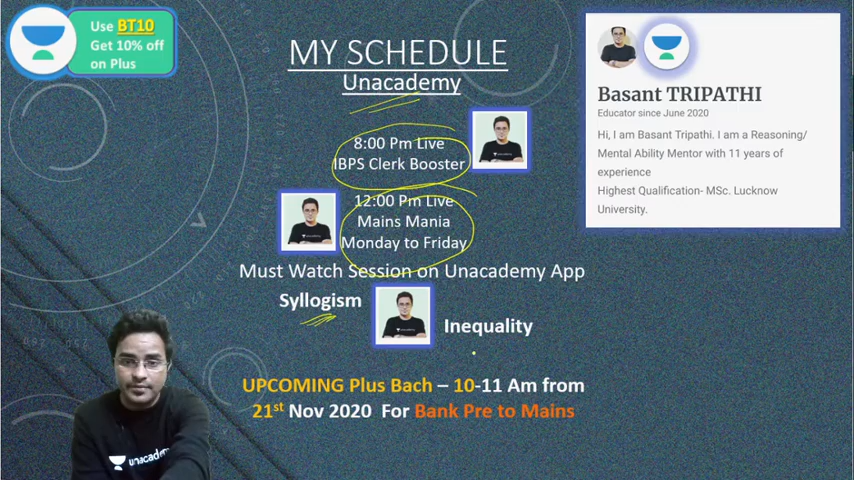 Use BT10
Get 10% off
on Plus
MY SCHEDULE
Unacademy
8:00 Pm Live
IBPS Clerk Booster
12:00 Pm Live
Mains Mania
Monday to Friday
Must Watch Session on Unacademy App
Syllogism
Inequality
UPCOMING Plus Bach – 10-11 Am from
21st Nov 2020 For Bank Pre to Mains
Basant TRIPATHI
Educator since June 2020
Hi, I am Basant Tripathi. I am a Reasoning/
Mental Ability Mentor with 11 years of
experience
Highest Qualification- MSc. Lucknow
University.
unacademy